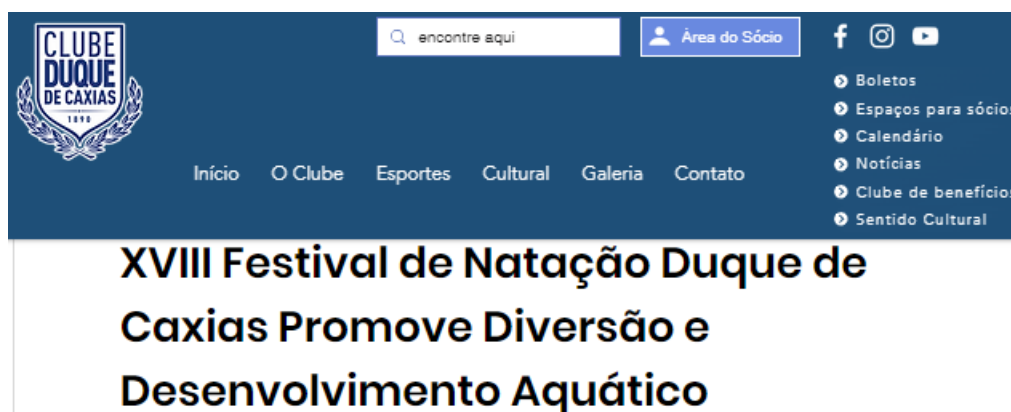 CLUBE
DUQUE
DE CAXIAS
1890
encontre aqui
Área do Sócio
Boletos
Espaços para sócios
Calendário
Notícias
Clube de benefícios
Sentido Cultural
Início O Clube Esportes Cultural Galeria Contato
XVIII Festival de Natação Duque de
Caxias Promove Diversão e
Desenvolvimento Aquático